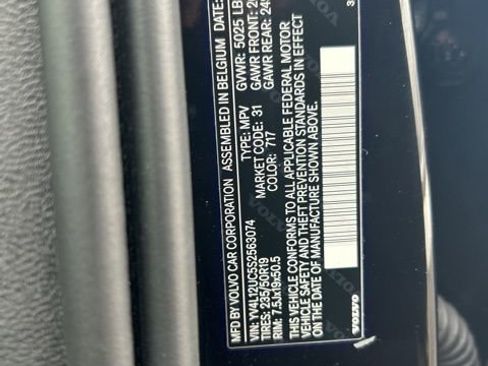 MFD. BY VOLVO CAR CORPORATION ASSEMBLED IN BELGIUM DATE:
VIN: YV4L12UC5S2563074 TYPE: MPV GVWR: 5025 LB
TIRES: 235/50R19 MARKET CODE: 31 GAWR FRONT:
RIM: 7.5Jx19x50.5 COLOR: 717 GAWR REAR:
THIS VEHICLE CONFORMS TO ALL APPLICABLE FEDERAL MOTOR
VEHICLE SAFETY AND THEFT PREVENTION STANDARDS IN EFFECT
ON THE DATE OF MANUFACTURE SHOWN ABOVE.
VOLVO